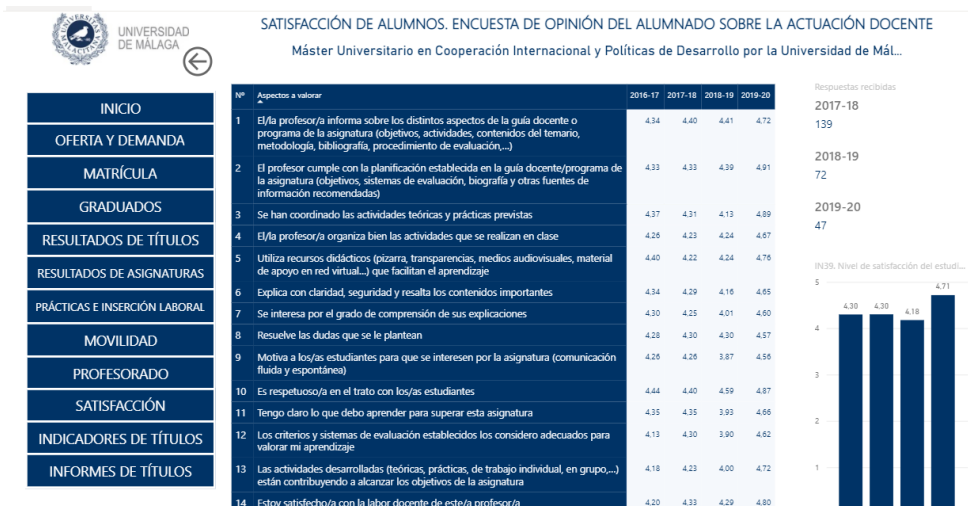 UNIVERSIDAD
DE MÁLAGA
SATISFACCIÓN DE ALUMNOS. ENCUESTA DE OPINIÓN DEL ALUMNADO SOBRE LA ACTUACIÓN DOCENTE
Máster Universitario en Cooperación Internacional y Políticas de Desarrollo por la Universidad de Mál...
INICIO
OFERTA Y DEMANDA
MATRÍCULA
GRADUADOS
RESULTADOS DE TÍTULOS
RESULTADOS DE ASIGNATURAS
PRÁCTICAS E INSERCIÓN LABORAL
MOVILIDAD
PROFESORADO
SATISFACCIÓN
INDICADORES DE TÍTULOS
INFORMES DE TÍTULOS
Nº Aspectos a valorar 2016-17 2017-18 2018-19 2019-20
1 El/la profesor/a informa sobre los distintos aspectos de la guía docente o 4,34 4,40 4,41 4,72
programa de la asignatura (objetivos, actividades, contenidos del temario,
metodología, bibliografía, procedimiento de evaluación,...)
2 El profesor cumple con la planificación establecida en la guía docente/programa de 4,33 4,33 4,39 4,91
la asignatura (objetivos, sistemas de evaluación, biografía y otras fuentes de
información recomendadas)
3 Se han coordinado las actividades teóricas y prácticas previstas 4,37 4,31 4,13 4,89
4 El/la profesor/a organiza bien las actividades que se realizan en clase 4,26 4,23 4,24 4,67
5 Utiliza recursos didácticos (pizarra, transparencias, medios audiovisuales, material 4,40 4,22 4,24 4,76
de apoyo en red virtual...) que facilitan el aprendizaje
6 Explica con claridad, seguridad y resalta los contenidos importantes 4,34 4,29 4,16 4,65
7 Se interesa por el grado de comprensión de sus explicaciones 4,30 4,25 4,01 4,60
8 Resuelve las dudas que se le plantean 4,28 4,30 4,30 4,57
9 Motiva a los/as estudiantes para que se interesen por la asignatura (comunicación 4,26 4,26 3,87 4,56
fluida y espontánea)
10 Es respetuoso/a en el trato con los/as estudiantes 4,44 4,40 4,59 4,87
11 Tengo claro lo que debo aprender para superar esta asignatura 4,35 4,35 3,93 4,66
12 Los criterios y sistemas de evaluación establecidos los considero adecuados para 4,13 4,30 3,90 4,62
valorar mi aprendizaje
13 Las actividades desarrolladas (teóricas, prácticas, de trabajo individual, en grupo,...) 4,18 4,23 4,00 4,72
están contribuyendo a alcanzar los objetivos de la asignatura
14 Estoy satisfecho/a con la labor docente de este/a profesor/a 4,20 4,33 4,29 4,80
Respuestas recibidas
2017-18
139
2018-19
72
2019-20
47
IN39. Nivel de satisfacción del estudi...
5
4,71
4,30 4,30 4,18
4
3
2
1